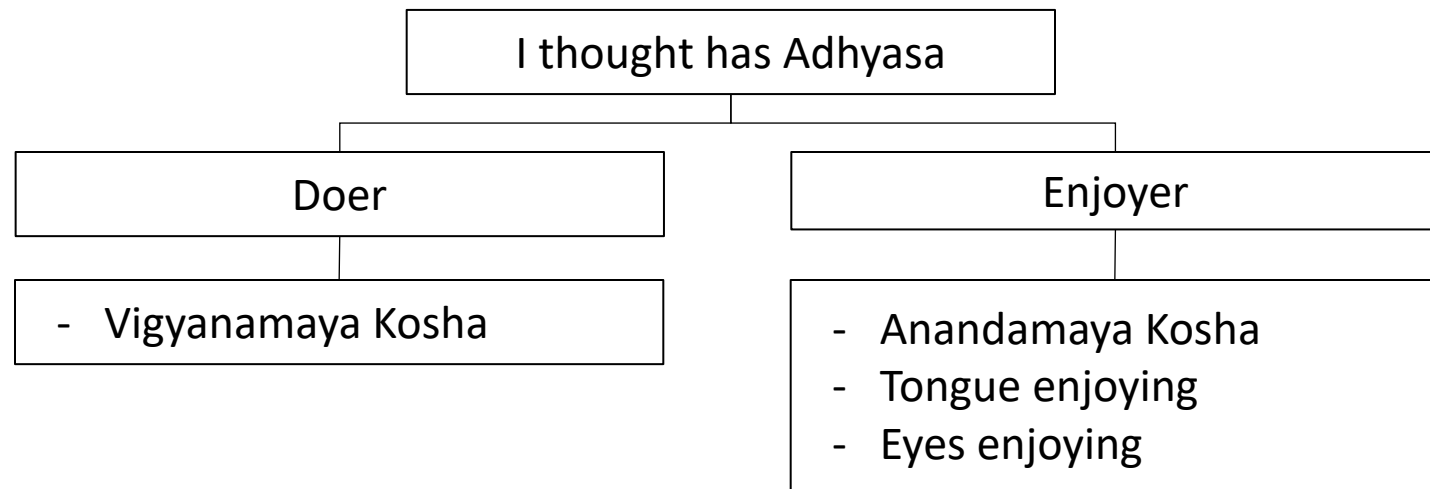 I thought has Adhyasa
Doer
Enjoyer
- Vigyanamaya Kosha
- Anandamaya Kosha
- Tongue enjoying
- Eyes enjoying